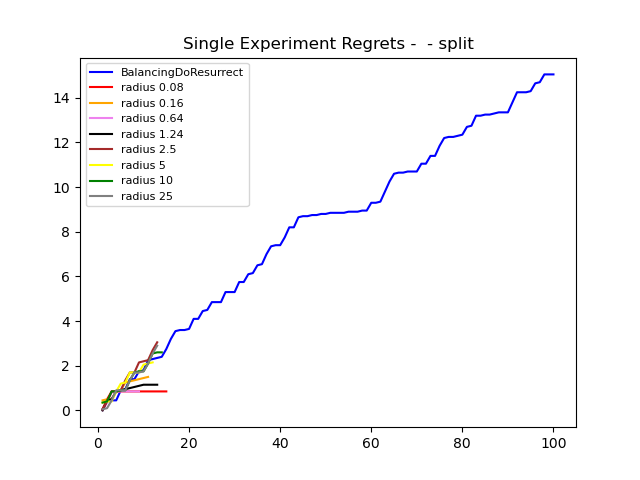 Single Experiment Regrets -  - split
BalancingDoResurrect
radius 0.08
radius 0.16
radius 0.64
radius 1.24
radius 2.5
radius 5
radius 10
radius 25
14
12
10
8
6
4
2
0
0 20 40 60 80 100